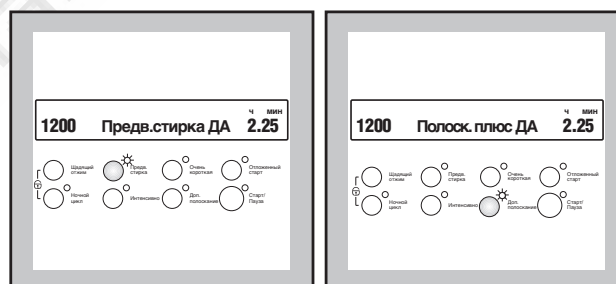 ч мин
1200 Предв.стирка ДА 2.25
Щадящий отжим
Предв. стирка
Очень короткая
Отложенный старт
Ночной цикл
Интенсивно
Доп. полоскание
Старт/ Пауза
ч мин
1200 Полоск. плюс ДА 2.25
Щадящий отжим
Предв. стирка
Очень короткая
Отложенный старт
Ночной цикл
Интенсивно
Доп. полоскание
Старт/ Пауза